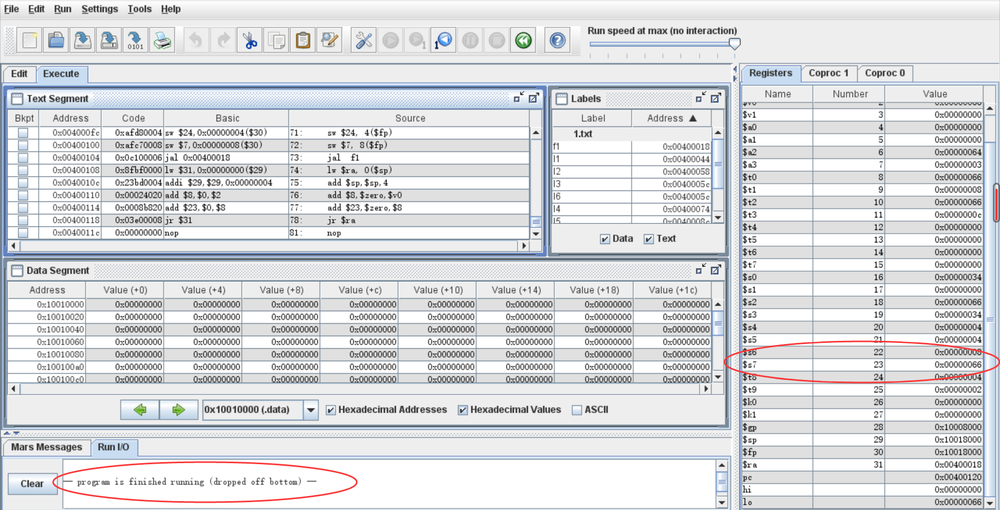 File Edit Run Settings Tools Help
Run speed at max (no interaction)
0101
1
1
Edit Execute
Text Segment
Bkpt Address Code Basic Source
0x004000fc 0xafd80004 sw $24,0x00000004($30) 71: sw $24, 4($fp)
0x00400100 0xafc70008 sw $7,0x00000008($30) 72: sw $7, 8($fp)
0x00400104 0x0c100006 jal 0x00400018 73: jal f1
0x00400108 0x8fbf0000 lw $31,0x00000000($29) 74: lw $ra, 0($sp)
0x0040010c 0x23bd0004 addi $29,$29,0x00000004 75: add $sp,$sp,4
0x00400110 0x00024020 add $8,$0,$2 76: add $8,$zero,$v0
0x00400114 0x0008b820 add $23,$0,$8 77: add $23,$zero,$8
0x00400118 0x03e00008 jr $31 78: jr $ra
0x0040011c 0x00000000 nop 81: nop
Labels
Label Address ▲
1.txt
f1 0x00400018
l1 0x00400044
l2 0x00400058
l3 0x0040005c
l6 0x0040005c
l4 0x00400074
l5 0x0040008c
Data Text
Data Segment
Address Value (+0) Value (+4) Value (+8) Value (+c) Value (+10) Value (+14) Value (+18) Value (+1c)
0x10010000 0x00000000 0x00000000 0x00000000 0x00000000 0x00000000 0x00000000 0x00000000 0x00000000
0x10010020 0x00000000 0x00000000 0x00000000 0x00000000 0x00000000 0x00000000 0x00000000 0x00000000
0x10010040 0x00000000 0x00000000 0x00000000 0x00000000 0x00000000 0x00000000 0x00000000 0x00000000
0x10010060 0x00000000 0x00000000 0x00000000 0x00000000 0x00000000 0x00000000 0x00000000 0x00000000
0x10010080 0x00000000 0x00000000 0x00000000 0x00000000 0x00000000 0x00000000 0x00000000 0x00000000
0x100100a0 0x00000000 0x00000000 0x00000000 0x00000000 0x00000000 0x00000000 0x00000000 0x00000000
0x100100c0 0x00000000 0x00000000 0x00000000 0x00000000 0x00000000 0x00000000 0x00000000 0x00000000
0x10010000 (.data) Hexadecimal Addresses Hexadecimal Values ASCII
Mars Messages Run I/O
Clear
— program is finished running (dropped off bottom) —
Registers Coproc 1 Coproc 0
Name Number Value
$v0 2
$v1 3 0x00000000
$a0 4 0x00000000
$a1 5 0x00000000
$a2 6 0x00000064
$a3 7 0x00000003
$t0 8 0x00000066
$t1 9 0x00000008
$t2 10 0x00000066
$t3 11 0x0000000c
$t4 12 0x00000000
$t5 13 0x00000000
$t6 14 0x00000000
$t7 15 0x00000000
$s0 16 0x00000034
$s1 17 0x00000000
$s2 18 0x00000066
$s3 19 0x00000034
$s4 20 0x00000004
$s5 21 0x00000004
$s6 22 0x00000008
$s7 23 0x00000066
$t8 24 0x00000004
$t9 25 0x00000002
$k0 26 0x00000000
$k1 27 0x00000000
$gp 28 0x10008000
$sp 29 0x10018000
$fp 30 0x10018000
$ra 31 0x00400018
pc 0x00400120
hi 0x00000000
lo 0x00000066